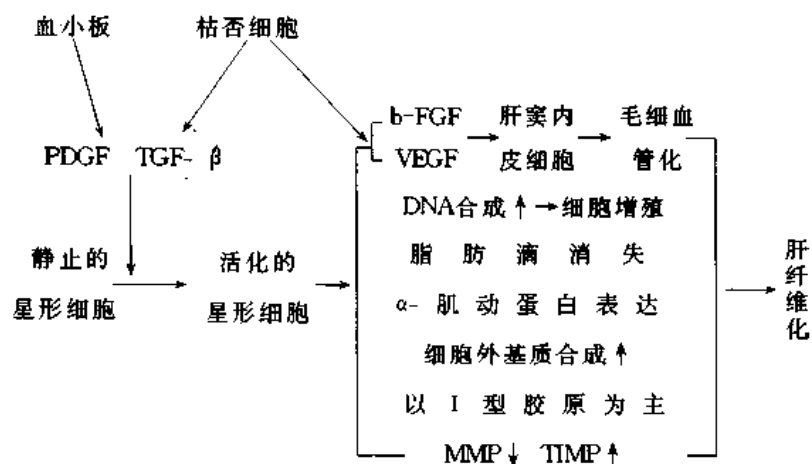 血小板 枯否细胞
b-FGF 肝窦内 毛细血
PDGF TGF-β VEGF 皮细胞 管化
DNA合成↑→细胞增殖
静止的 活化的 脂肪滴消失
星形细胞 星形细胞 α-肌动蛋白表达
肝纤维化
细胞外基质合成↑
以I型胶原为主
MMP↓ TIMP↑